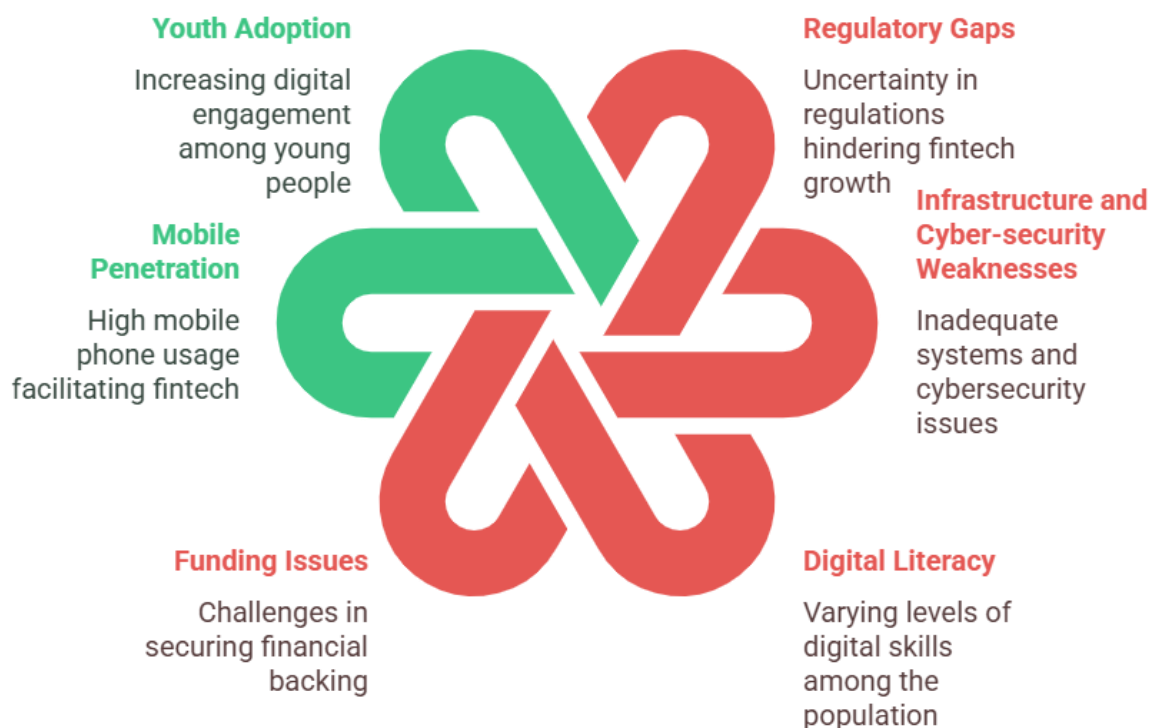 Youth Adoption
Increasing digital
engagement
among young
people
Mobile
Penetration
High mobile
phone usage
facilitating fintech
Funding Issues
Challenges in
securing financial
backing
Regulatory Gaps
Uncertainty in
regulations
hindering fintech
growth
Infrastructure and
Cyber-security
Weaknesses
Inadequate
systems and
cybersecurity
issues
Digital Literacy
Varying levels of
digital skills
among the
population